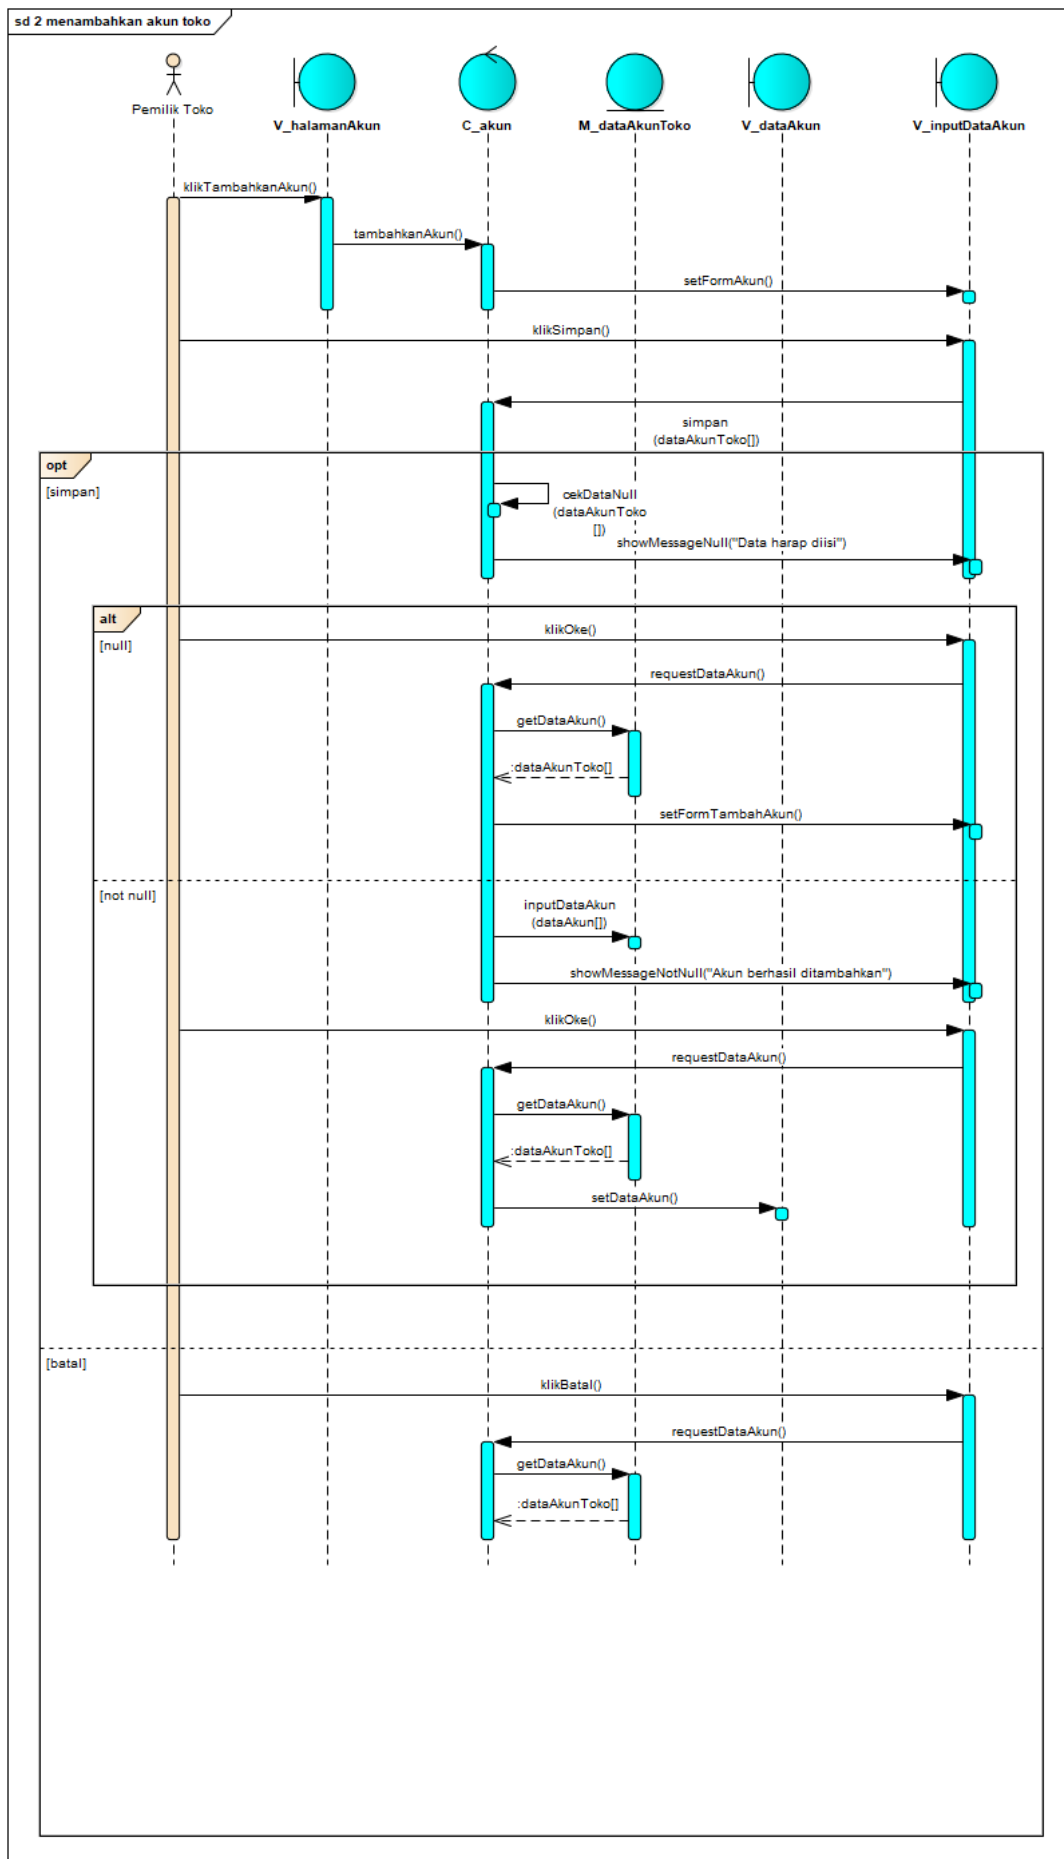 sd 2 menambahkan akun toko
Pemilik Toko
V_halamanAkun
C_akun
M_dataAkunToko
V_dataAkun
V_inputDataAkun
klikTambahkanAkun()
tambahkanAkun()
setFormAkun()
klikSimpan()
simpan
(dataAkunToko[])
opt
[simpan]
cekDataNull
(dataAkunToko
[])
showMessageNull("Data harap diisi")
alt
[null]
klikOke()
requestDataAkun()
getDataAkun()
:dataAkunToko[]
setFormTambahAkun()
[not null]
inputDataAkun
(dataAkun[])
showMessageNotNull("Akun berhasil ditambahkan")
klikOke()
requestDataAkun()
getDataAkun()
:dataAkunToko[]
setDataAkun()
[batal]
klikBatal()
requestDataAkun()
getDataAkun()
:dataAkunToko[]